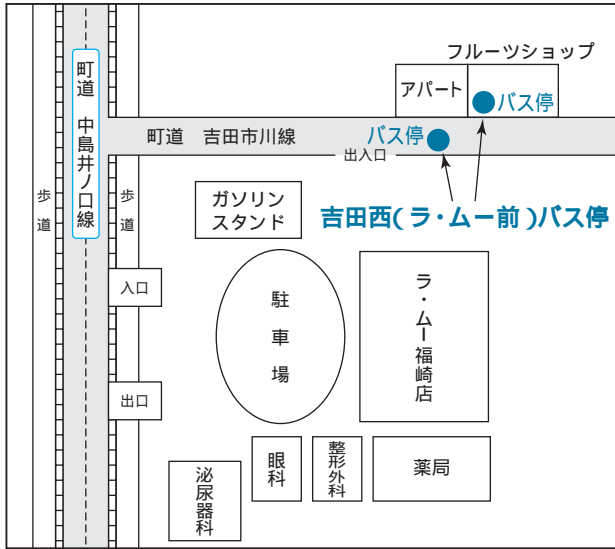 フルーツショップ
アパート
バス停
町道 中島井ノ口線
町道 吉田市川線
バス停
出入口
歩道
歩道
ガソリン
スタンド
吉田西(ラ・ムー前)バス停
入口
駐車場
ラ・ムー福崎店
出口
眼科
整形外科
薬局
泌尿器科